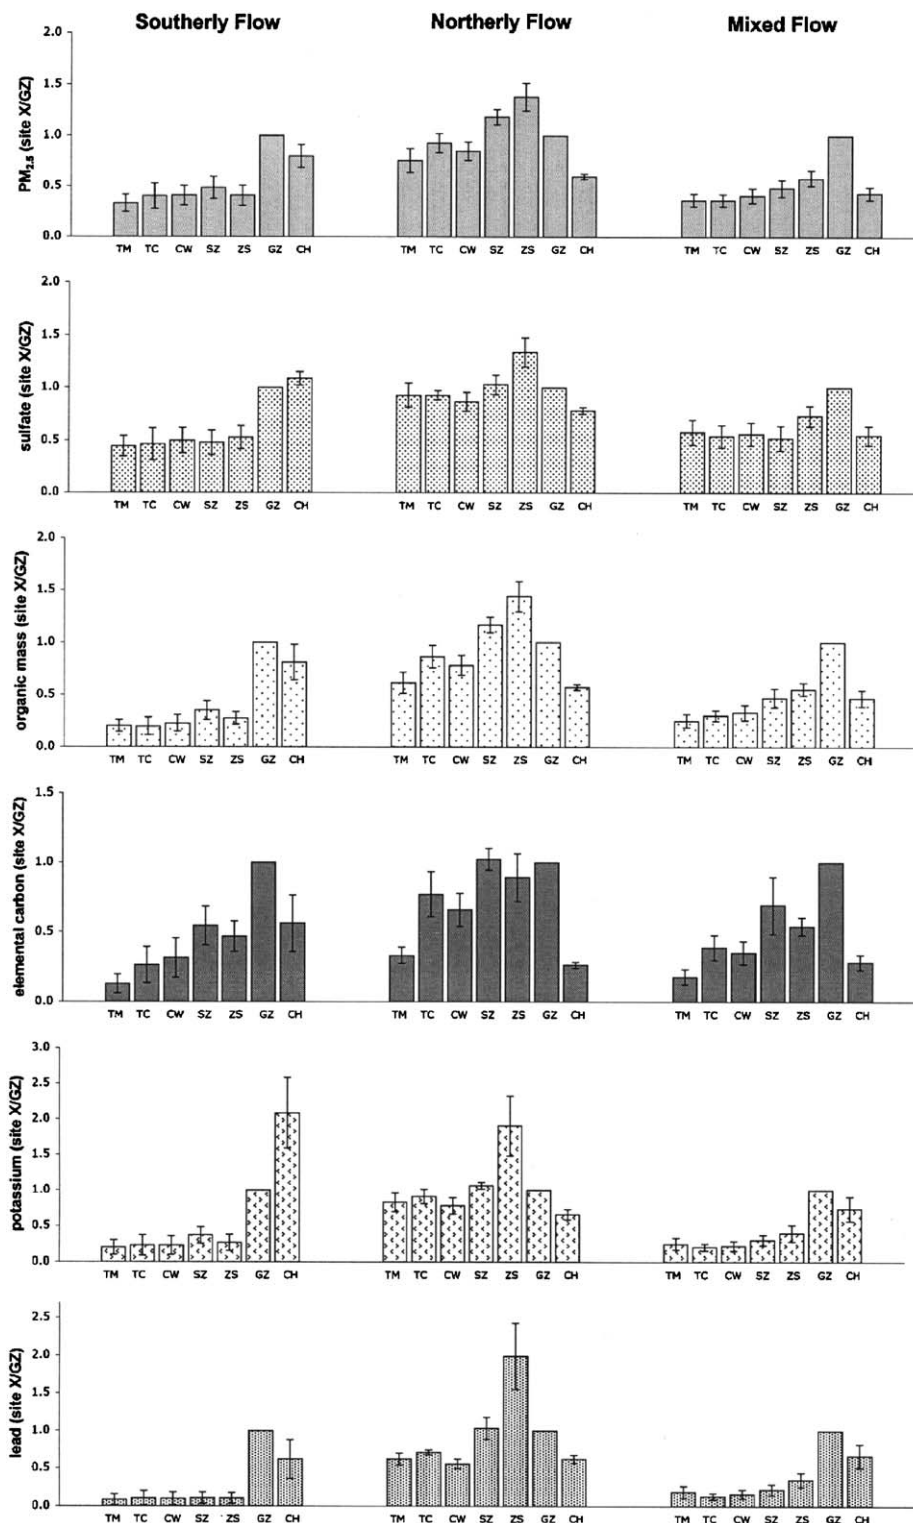 Southerly Flow Northerly Flow Mixed Flow
PM2.5 (site X/GZ)
2.0
1.5
1.0
0.5
0.0
TM TC CW SZ ZS GZ CH TM TC CW SZ ZS GZ CH TM TC CW SZ ZS GZ CH
sulfate (site X/GZ)
2.0
1.5
1.0
0.5
0.0
TM TC CW SZ ZS GZ CH TM TC CW SZ ZS GZ CH TM TC CW SZ ZS GZ CH
organic mass (site X/GZ)
2.0
1.5
1.0
0.5
0.0
TM TC CW SZ ZS GZ CH TM TC CW SZ ZS GZ CH TM TC CW SZ ZS GZ CH
elemental carbon (site X/GZ)
1.5
1.0
0.5
0.0
TM TC CW SZ ZS GZ CH TM TC CW SZ ZS GZ CH TM TC CW SZ ZS GZ CH
potassium (site X/GZ)
3.0
2.5
2.0
1.5
1.0
0.5
0.0
TM TC CW SZ ZS GZ CH TM TC CW SZ ZS GZ CH TM TC CW SZ ZS GZ CH
lead (site X/GZ)
2.5
2.0
1.5
1.0
0.5
0.0
TM TC CW SZ ZS GZ CH TM TC CW SZ ZS GZ CH TM TC CW SZ ZS GZ CH